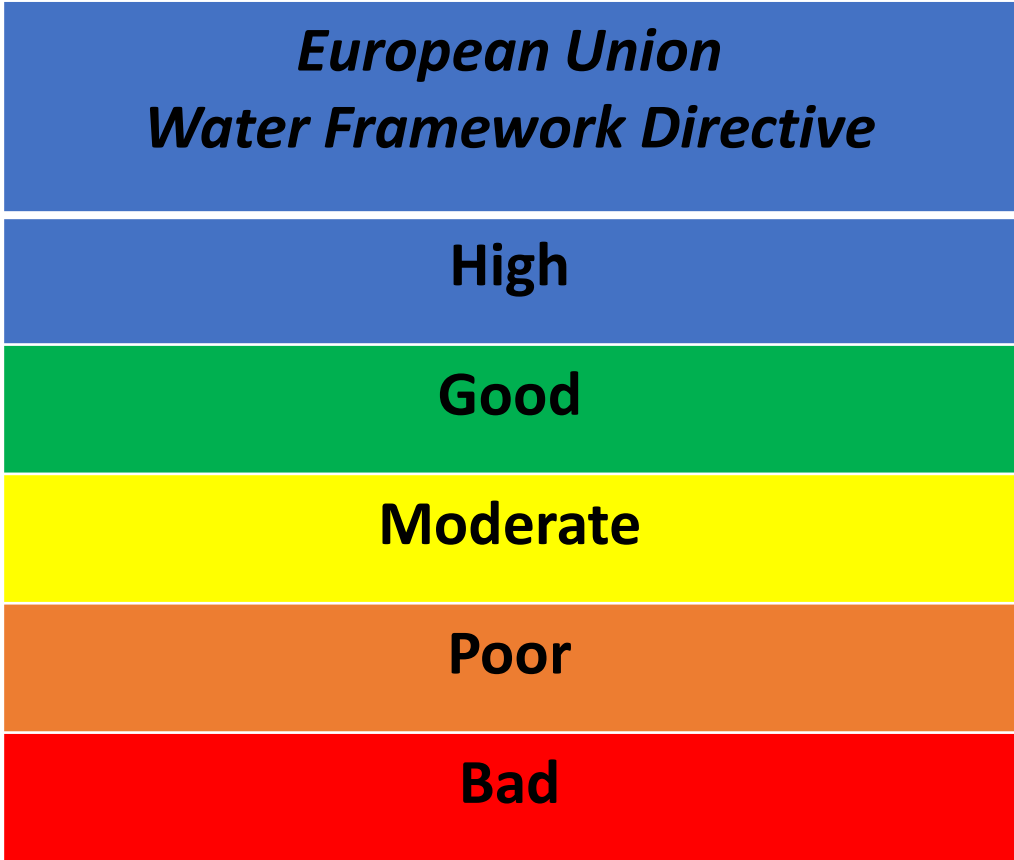 European Union
Water Framework Directive
High
Good
Moderate
Poor
Bad